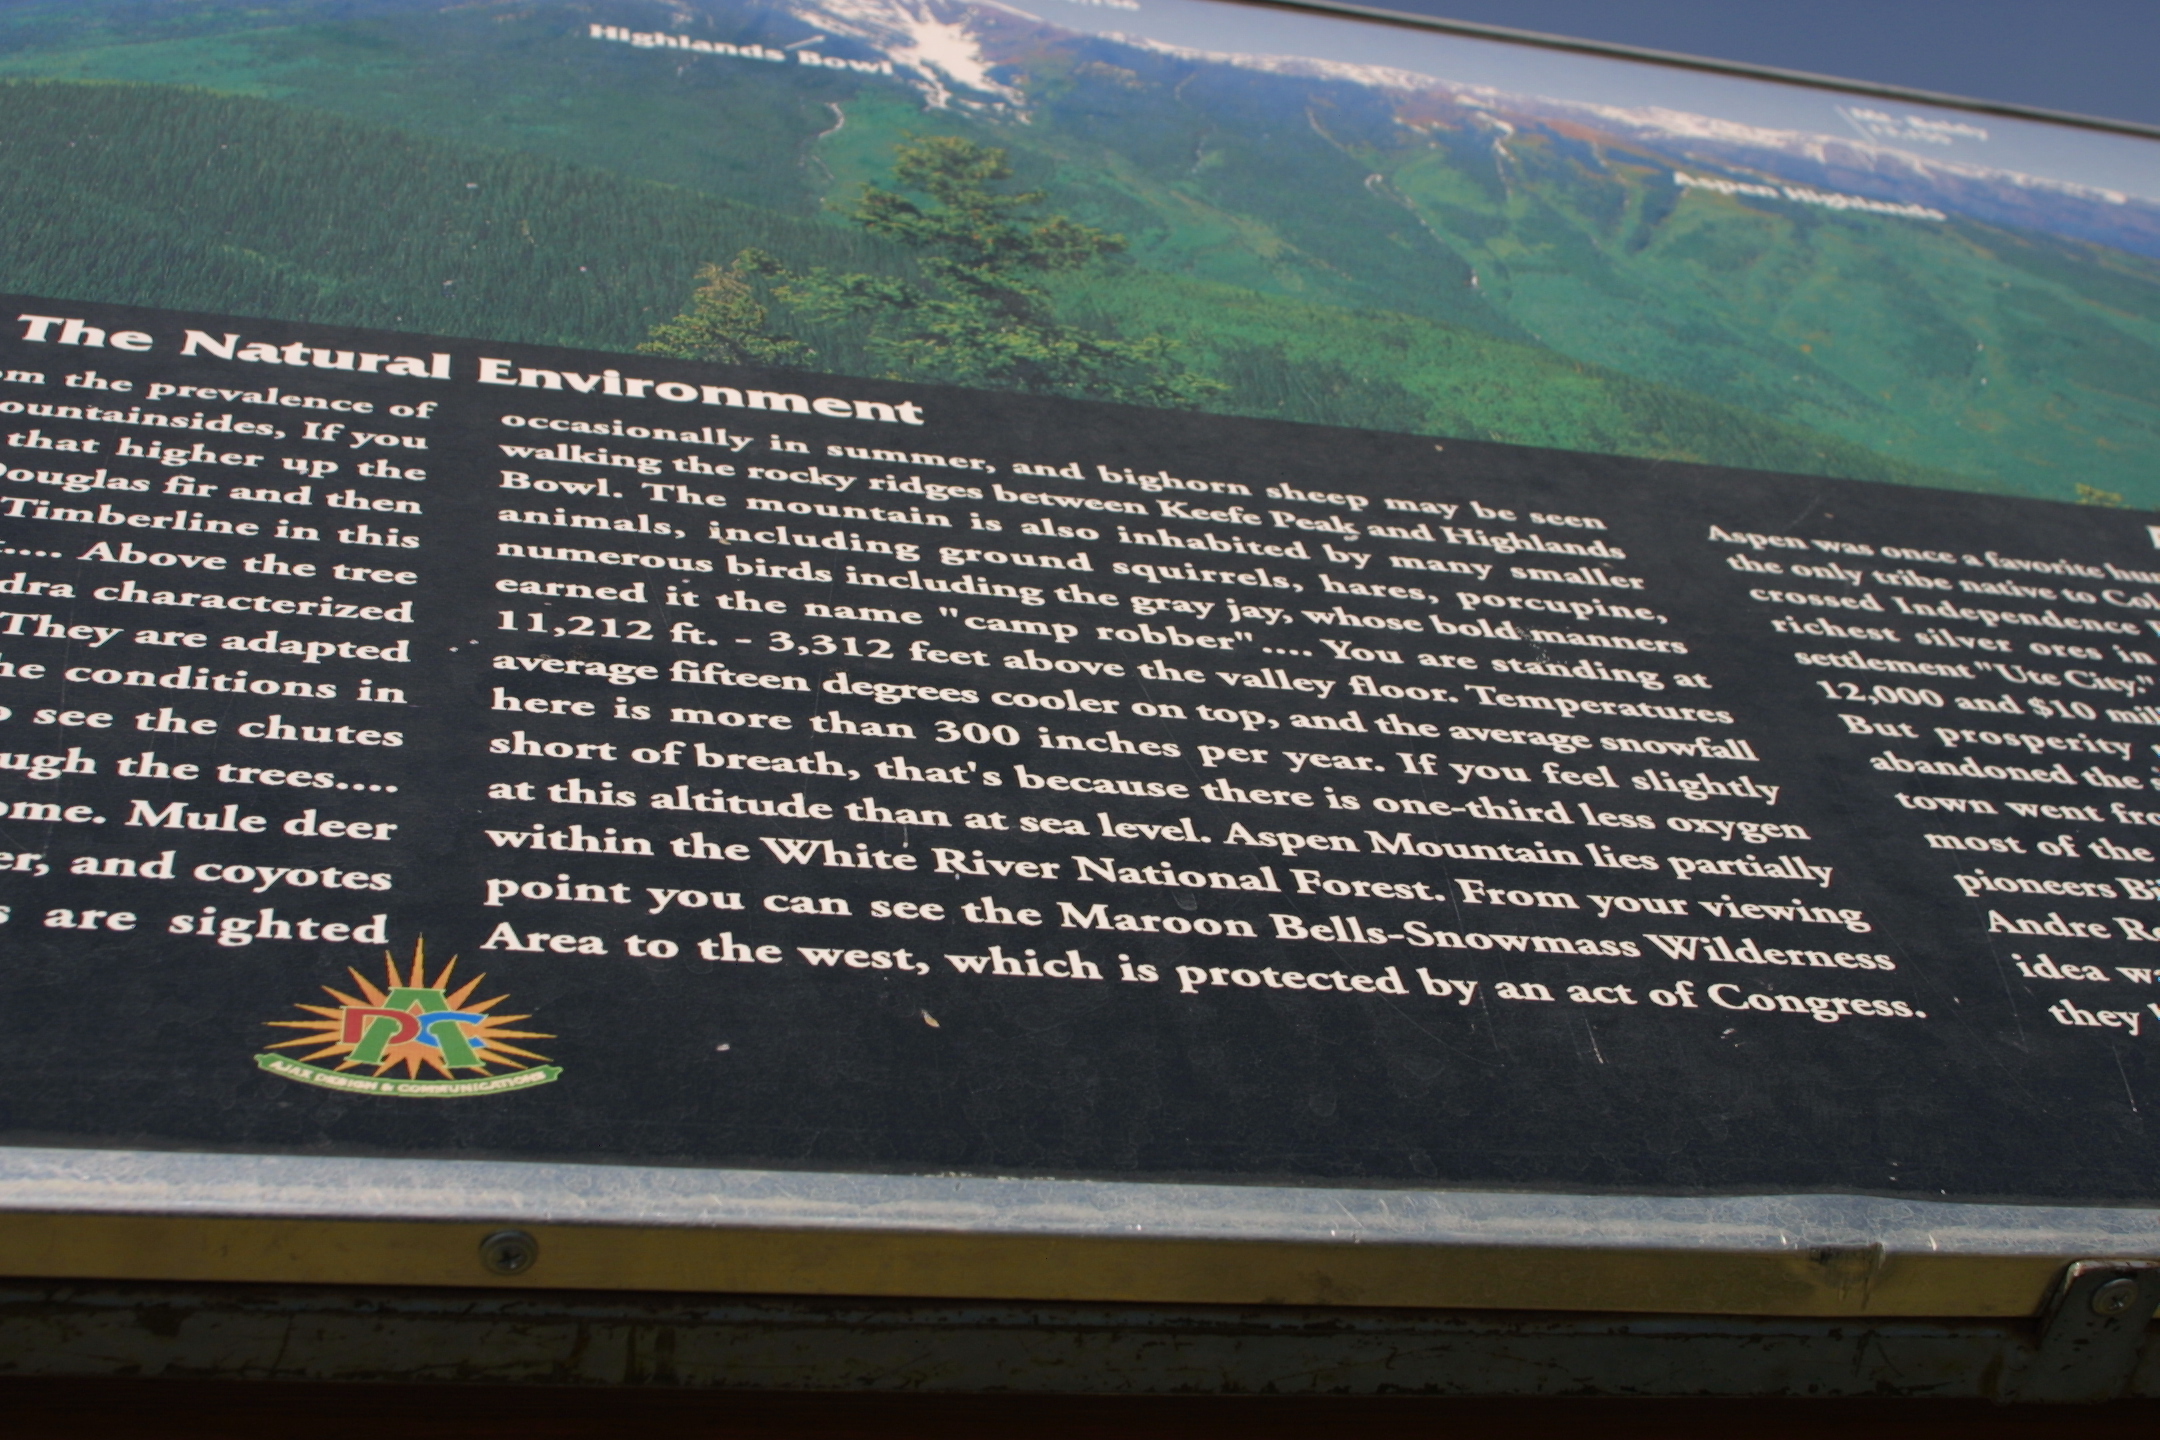 Highlands Bowl
Aspen Highlands
The Natural Environment
the prevalence of
If you
that higher up the
Douglas fir and then
Timberline in this
.... Above the tree
characterized
They are adapted
conditions in
see the chutes
the trees....
Mule deer
and coyotes
are sighted
occasionally in summer, and bighorn sheep may be seen
walking the rocky ridges between Keefe Peak and Highlands
Bowl. The mountain is also inhabited by many smaller
animals, including ground squirrels, hares, porcupine,
numerous birds including the gray jay, whose bold manners
earned it the name "camp robber".... You are standing at
11,212 ft. - 3,312 feet above the valley floor. Temperatures
average fifteen degrees cooler on top, and the average snowfall
here is more than 300 inches per year. If you feel slightly
short of breath, that's because there is one-third less oxygen
at this altitude than at sea level. Aspen Mountain lies partially
within the White River National Forest. From your viewing
point you can see the Maroon Bells-Snowmass Wilderness
Area to the west, which is protected by an act of Congress.
Aspen was once a favorite
the only tribe native to
crossed Independence
richest silver ores in
settlement "Ute City."
12,000 and $10
But prosperity
abandoned the
town went
most of the
pioneers
Andre
idea
they
ADC
AJAX DESIGN & COMMUNICATIONS